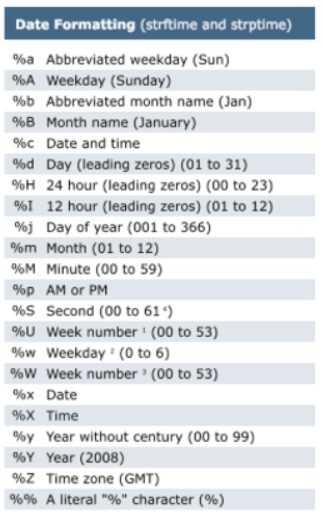 Date Formatting (strftime and strptime)
%a Abbreviated weekday (Sun)
%A Weekday (Sunday)
%b Abbreviated month name (Jan)
%B Month name (January)
%c Date and time
%d Day (leading zeros) (01 to 31)
%H 24 hour (leading zeros) (00 to 23)
%I 12 hour (leading zeros) (01 to 12)
%j Day of year (001 to 366)
%m Month (01 to 12)
%M Minute (00 to 59)
%p AM or PM
%S Second (00 to 61⁴)
%U Week number ¹ (00 to 53)
%w Weekday ² (0 to 6)
%W Week number ³ (00 to 53)
%x Date
%X Time
%y Year without century (00 to 99)
%Y Year (2008)
%Z Time zone (GMT)
%% A literal "%" character (%)